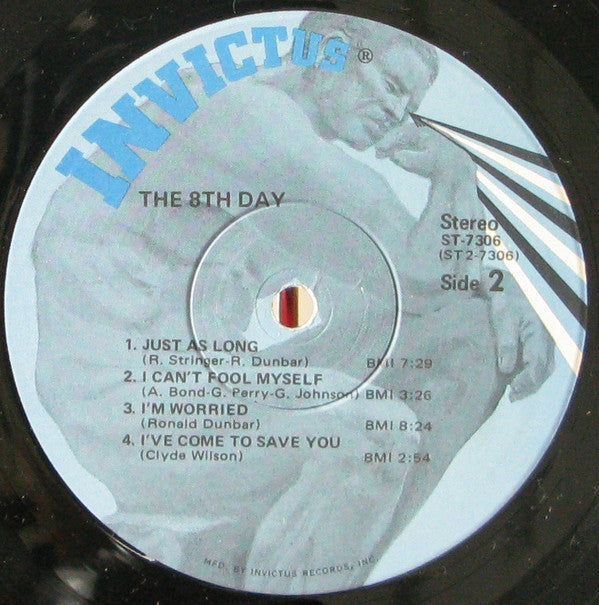 INVICTUS®
THE 8TH DAY
Stereo
ST-7306
(ST 2-7306)
Side 2
1. JUST AS LONG
(R. Stringer-R. Dunbar) BMI 7:29
2. I CAN'T FOOL MYSELF
(A. Bond-G. Perry-G. Johnson) BMI 3:26
3. I'M WORRIED
(Ronald Dunbar) BMI 8:24
4. I'VE COME TO SAVE YOU
(Clyde Wilson) BMI 2:54
MFD. BY INVICTUS RECORDS, INC.